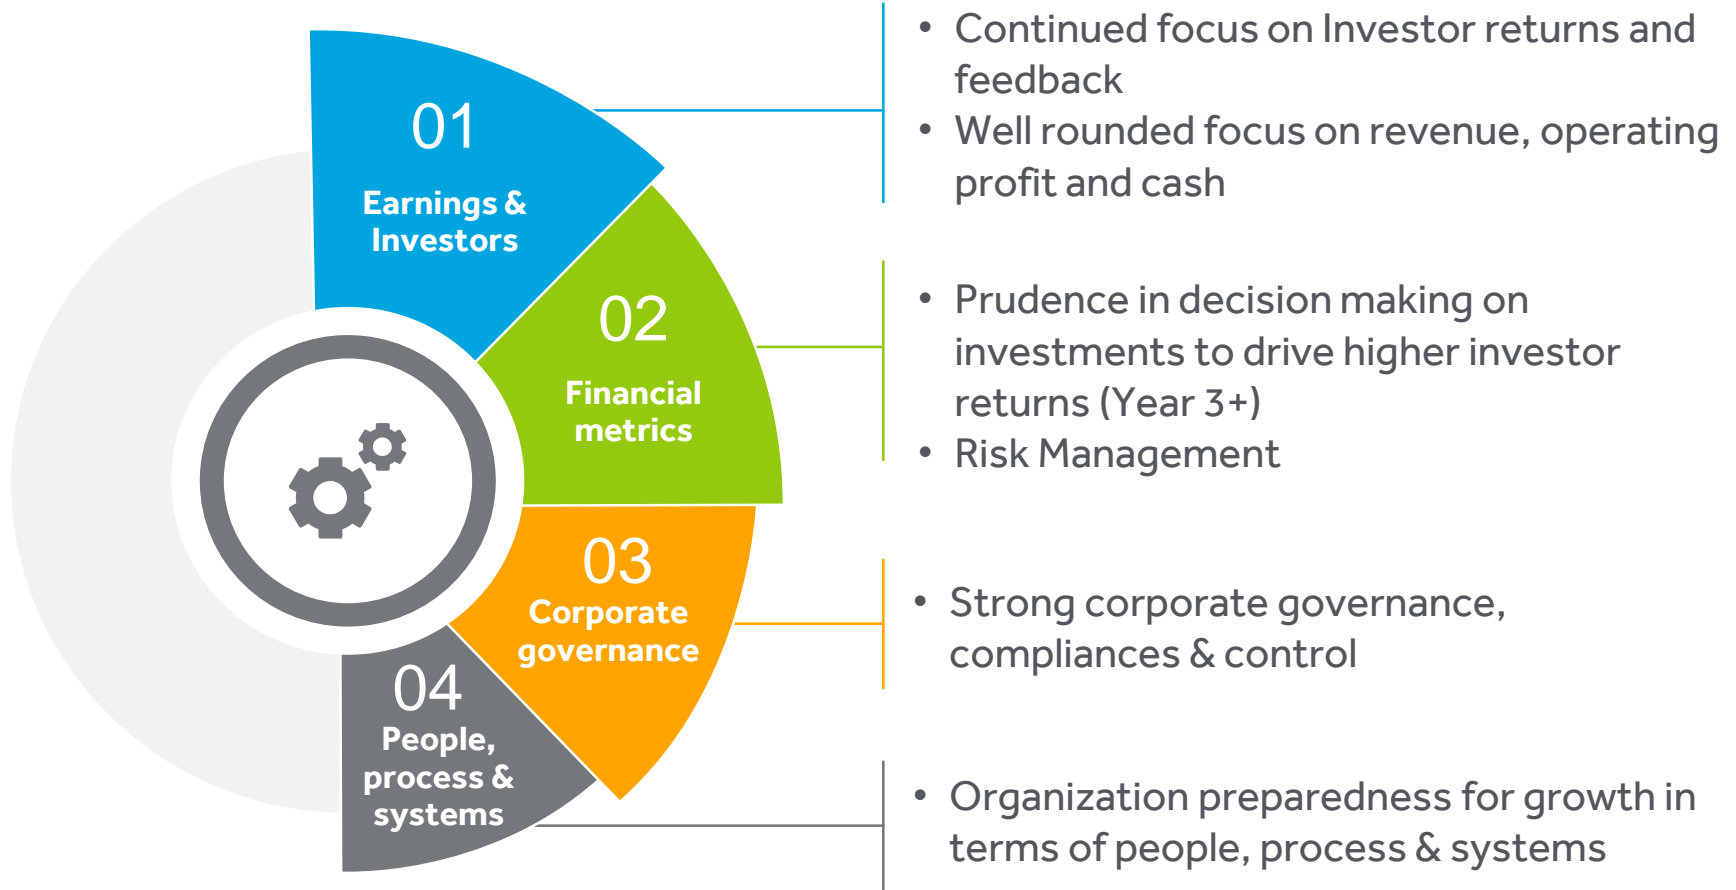 01
Earnings &
Investors
• Continued focus on Investor returns and
feedback
• Well rounded focus on revenue, operating
profit and cash
02
Financial
metrics
• Prudence in decision making on
investments to drive higher investor
returns (Year 3+)
• Risk Management
03
Corporate
governance
• Strong corporate governance,
compliances & control
04
People,
process &
systems
• Organization preparedness for growth in
terms of people, process & systems